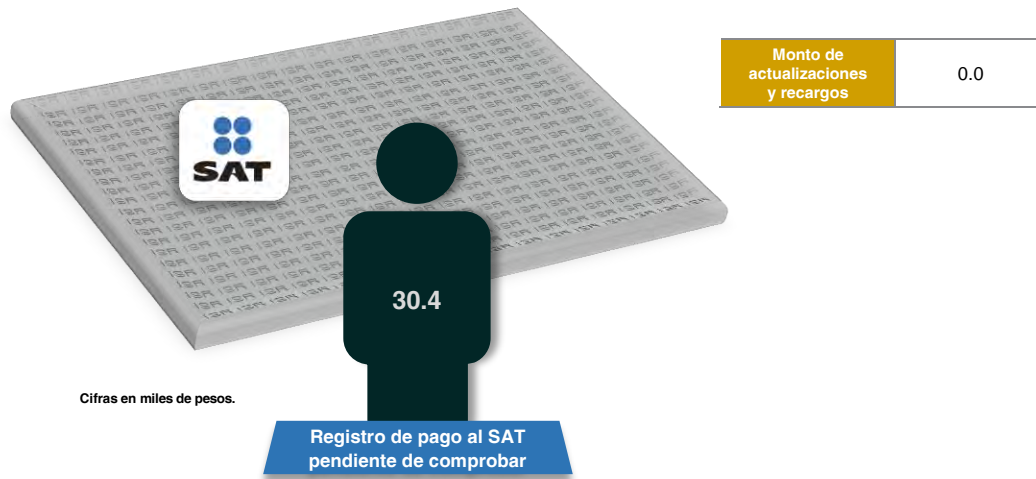 Monto de
actualizaciones
y recargos
0.0
SAT
30.4
Cifras en miles de pesos.
Registro de pago al SAT
pendiente de comprobar